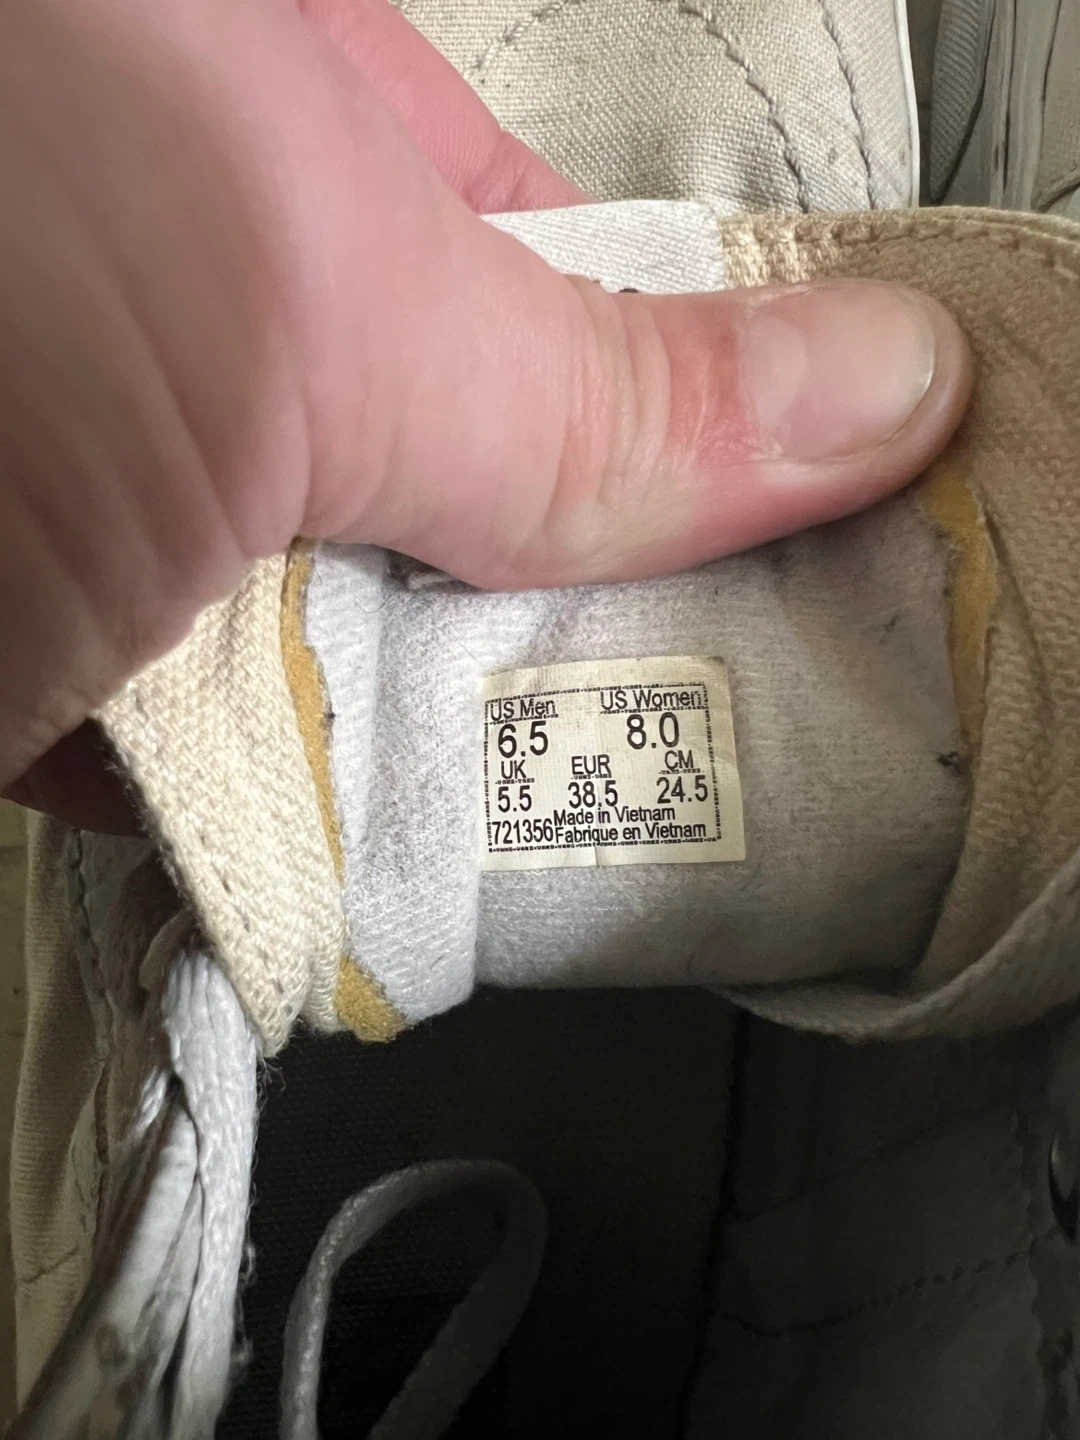 US Men US Women
6.5 8.0
UK EUR CM
5.5 38.5 24.5
721356 Made in Vietnam
Fabrique en Vietnam